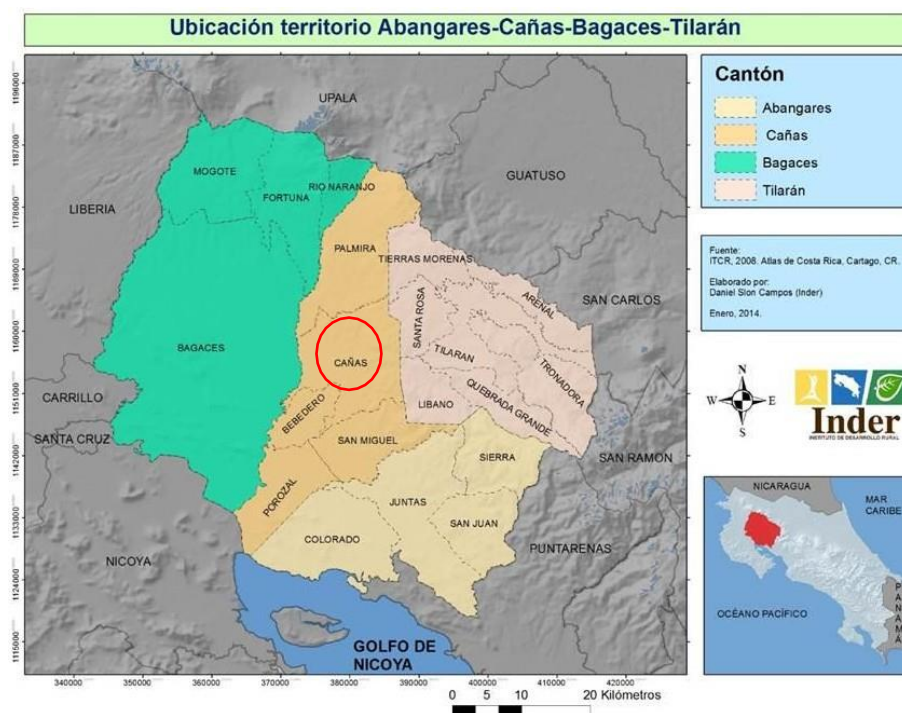 Ubicación territorio Abangares-Cañas-Bagaces-Tilarán
Cantón
Abangares
Cañas
Bagaces
Tilarán
Fuente:
ITCR, 2008. Atlas de Costa Rica, Cartago, CR.
Elaborado por:
Daniel Slon Campos (Inder)
Enero, 2014.
N
W E
S
Inder
INSTITUTO DE DESARROLLO RURAL
NICARAGUA
MAR
CARIBE
OCÉANO PACÍFICO
PANAMÁ
UPALA
GUATUSO
LIBERIA
MOGOTE
FORTUNA
RIO NARANJO
PALMIRA
TIERRAS MORENAS
ARENAL
SAN CARLOS
SANTA ROSA
BAGACES
CAÑAS
TILARAN
TRONADORA
CARRILLO
BEBEDERO
LIBANO
QUEBRADA GRANDE
SANTA CRUZ
SAN MIGUEL
SIERRA
SAN RAMON
POROZAL
JUNTAS
SAN JUAN
COLORADO
PUNTARENAS
NICOYA
GOLFO DE
NICOYA
1196000
1187000
1178000
1169000
1160000
1151000
1142000
1133000
1124000
1115000
340000 350000 360000 370000 380000 390000 400000 410000 420000
0 5 10 20 Kilómetros